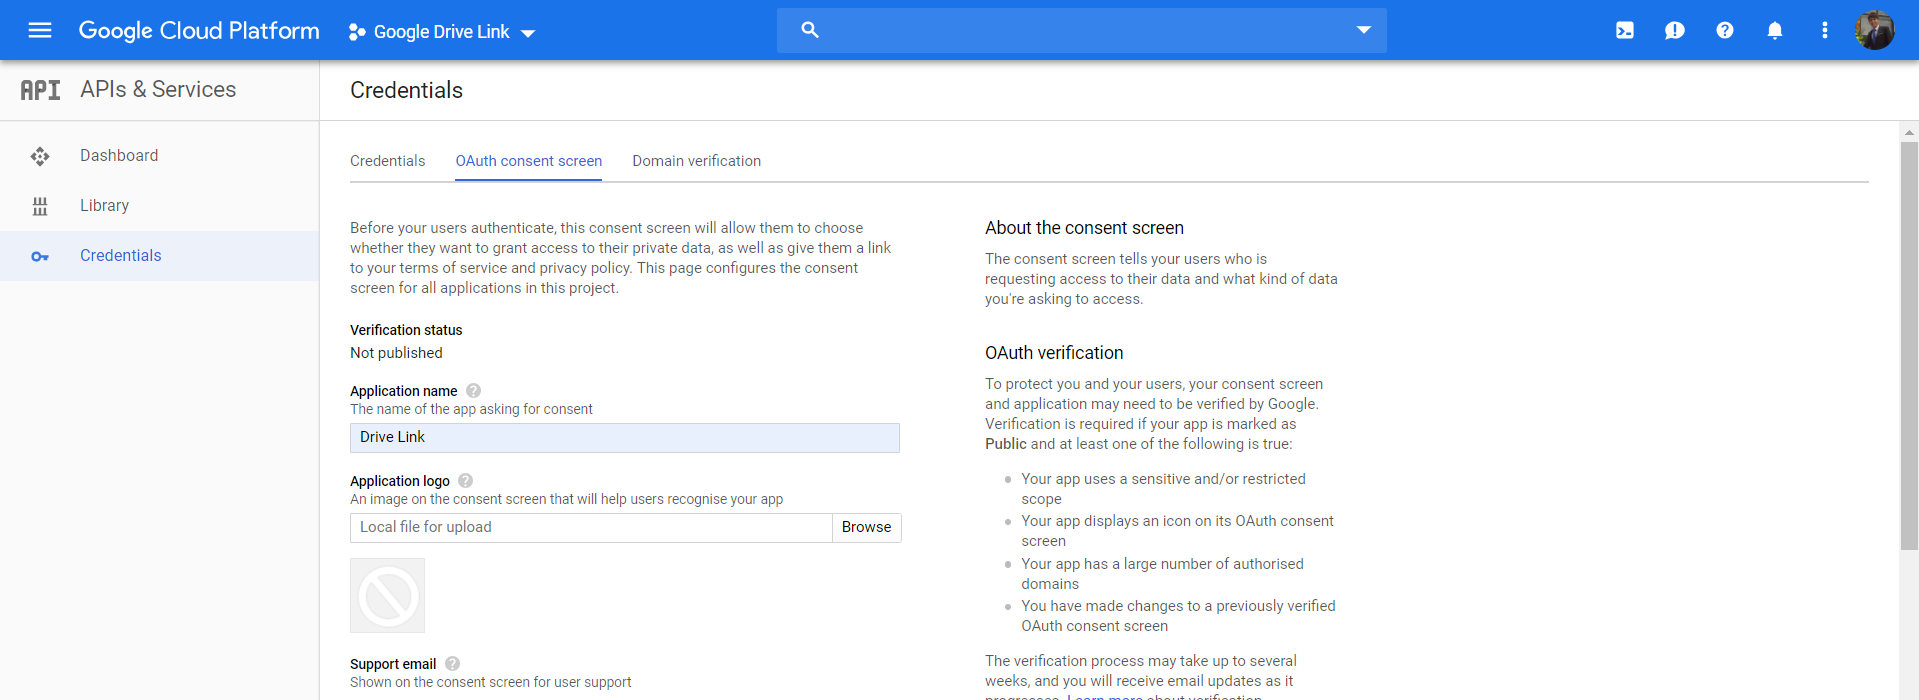 Google Cloud Platform
Google Drive Link
API APIs & Services
Credentials
Dashboard
Library
Credentials
Credentials
OAuth consent screen
Domain verification
Before your users authenticate, this consent screen will allow them to choose
whether they want to grant access to their private data, as well as give them a link
to your terms of service and privacy policy. This page configures the consent
screen for all applications in this project.
Verification status
Not published
Application name ?
The name of the app asking for consent
Drive Link
Application logo ?
An image on the consent screen that will help users recognise your app
Local file for upload
Browse
Support email ?
Shown on the consent screen for user support
About the consent screen
The consent screen tells your users who is
requesting access to their data and what kind of data
you're asking to access.
OAuth verification
To protect you and your users, your consent screen
and application may need to be verified by Google.
Verification is required if your app is marked as
Public and at least one of the following is true:
Your app uses a sensitive and/or restricted
scope
Your app displays an icon on its OAuth consent
screen
Your app has a large number of authorised
domains
You have made changes to a previously verified
OAuth consent screen
The verification process may take up to several
weeks, and you will receive email updates as it
progresses. Learn more about verification